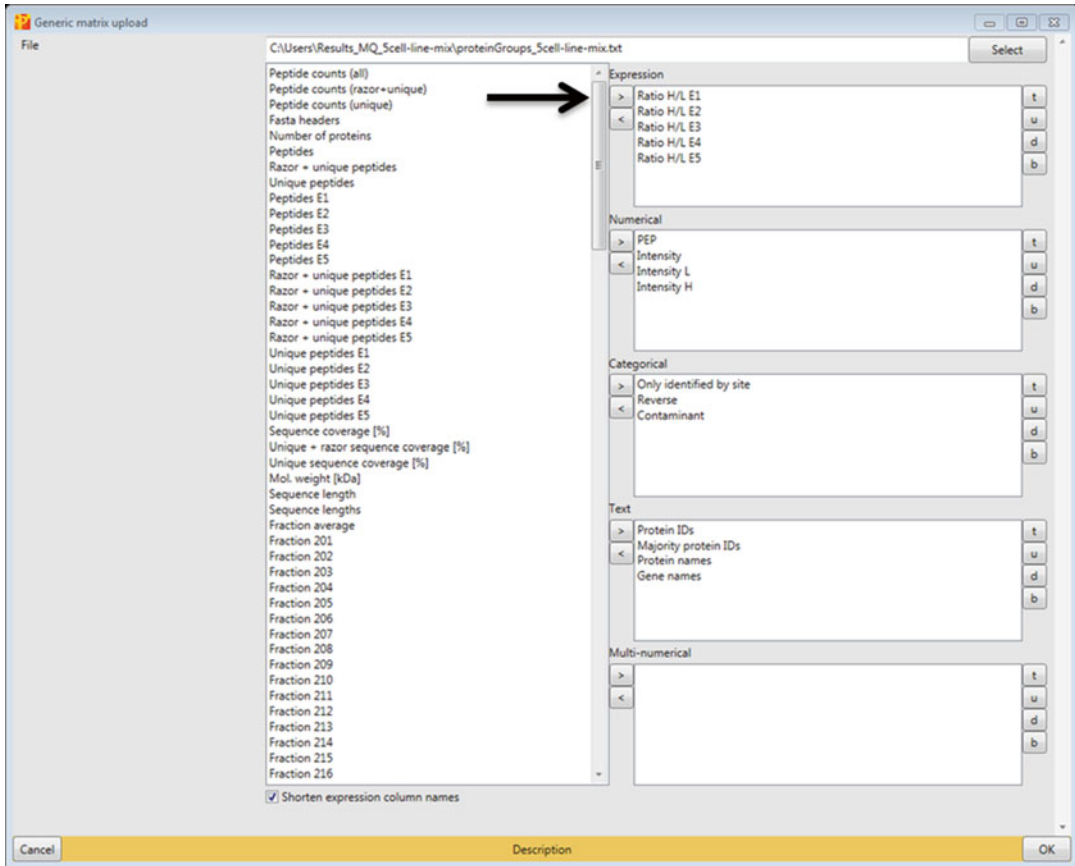 Generic matrix upload
File
C:\Users\Results_MQ_5cell-line-mix\proteinGroups_5cell-line-mix.txt
Select
Peptide counts (all)
Peptide counts (razor+unique)
Peptide counts (unique)
Fasta headers
Number of proteins
Peptides
Razor + unique peptides
Unique peptides
Peptides E1
Peptides E2
Peptides E3
Peptides E4
Peptides E5
Razor + unique peptides E1
Razor + unique peptides E2
Razor + unique peptides E3
Razor + unique peptides E4
Razor + unique peptides E5
Unique peptides E1
Unique peptides E2
Unique peptides E3
Unique peptides E4
Unique peptides E5
Sequence coverage [%]
Unique + razor sequence coverage [%]
Unique sequence coverage [%]
Mol. weight [kDa]
Sequence length
Sequence lengths
Fraction average
Fraction 201
Fraction 202
Fraction 203
Fraction 204
Fraction 205
Fraction 206
Fraction 207
Fraction 208
Fraction 209
Fraction 210
Fraction 211
Fraction 212
Fraction 213
Fraction 214
Fraction 215
Fraction 216
Shorten expression column names
Expression
>
<
Ratio H/L E1
Ratio H/L E2
Ratio H/L E3
Ratio H/L E4
Ratio H/L E5
t
u
d
b
Numerical
>
<
PEP
Intensity
Intensity L
Intensity H
t
u
d
b
Categorical
>
<
Only identified by site
Reverse
Contaminant
t
u
d
b
Text
>
<
Protein IDs
Majority protein IDs
Protein names
Gene names
t
u
d
b
Multi-numerical
>
<
t
u
d
b
Cancel
Description
OK